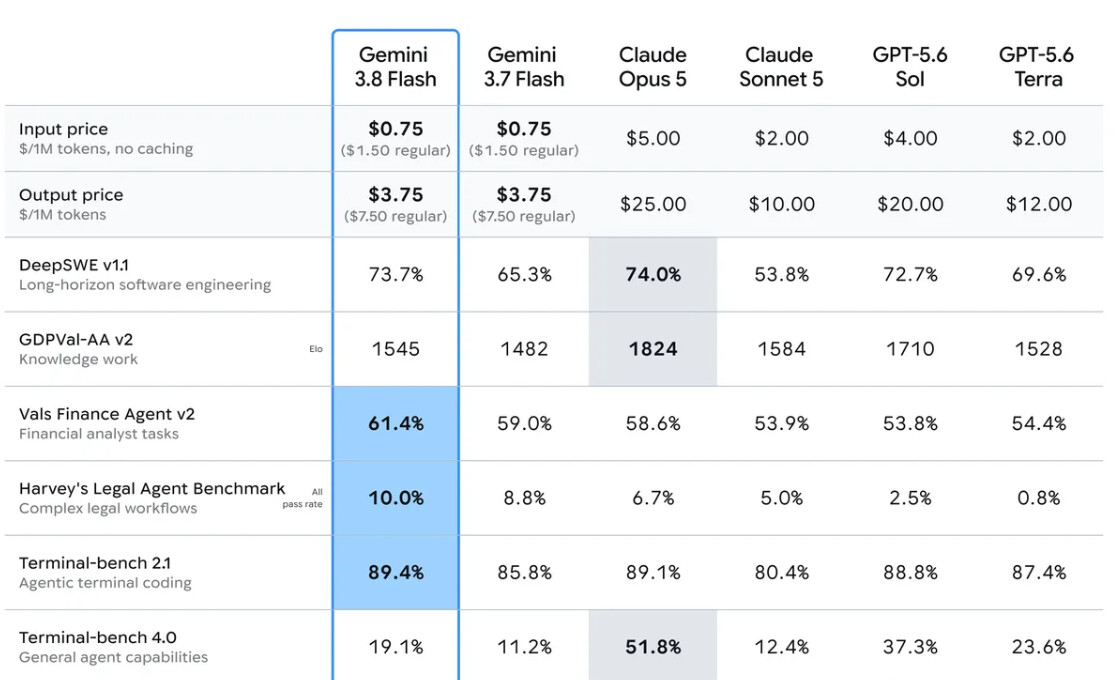 Gemini 3.8 Flash
Gemini 3.7 Flash
Claude Opus 5
Claude Sonnet 5
GPT-5.6 Sol
GPT-5.6 Terra
Input price
$/1M tokens, no caching
$0.75
($1.50 regular)
$0.75
($1.50 regular)
$5.00
$2.00
$4.00
$2.00
Output price
$/1M tokens
$3.75
($7.50 regular)
$3.75
($7.50 regular)
$25.00
$10.00
$20.00
$12.00
DeepSWE v1.1
Long-horizon software engineering
73.7%
65.3%
74.0%
53.8%
72.7%
69.6%
GDPVal-AA v2
Knowledge work
Elo
1545
1482
1824
1584
1710
1528
Vals Finance Agent v2
Financial analyst tasks
61.4%
59.0%
58.6%
53.9%
53.8%
54.4%
Harvey's Legal Agent Benchmark
Complex legal workflows
All pass rate
10.0%
8.8%
6.7%
5.0%
2.5%
0.8%
Terminal-bench 2.1
Agentic terminal coding
89.4%
85.8%
89.1%
80.4%
88.8%
87.4%
Terminal-bench 4.0
General agent capabilities
19.1%
11.2%
51.8%
12.4%
37.3%
23.6%